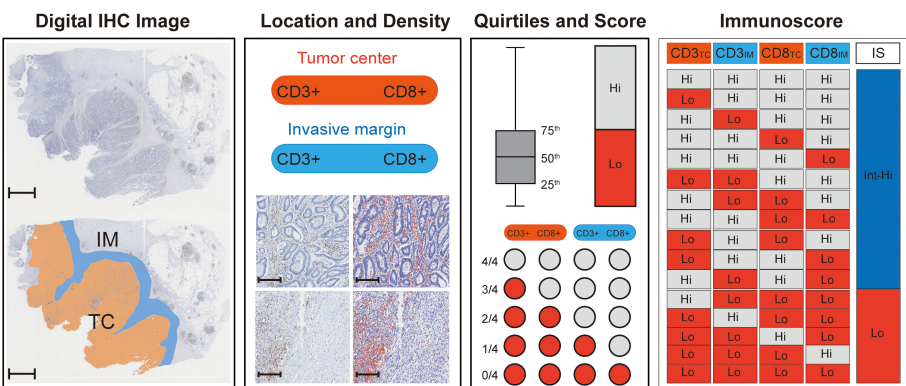 Digital IHC Image
IM
TC
Location and Density
Tumor center
CD3+ CD8+
Invasive margin
CD3+ CD8+
Quirtiles and Score
75th
50th
25th
Hi
Lo
CD3+ CD8+ CD3+ CD8+
4/4
3/4
2/4
1/4
0/4
Immunoscore
CD3TC CD3IM CD8TC CD8IM IS
Hi Hi Hi Hi
Lo Hi Hi Hi
Hi Lo Hi Hi
Hi Hi Lo Hi
Hi Hi Hi Lo
Lo Lo Hi Hi
Hi Lo Lo Hi
Hi Hi Lo Lo
Lo Hi Lo Hi
Lo Hi Hi Lo
Hi Lo Hi Lo
Hi Lo Lo Lo
Lo Hi Lo Lo
Lo Lo Hi Lo
Lo Lo Lo Hi
Lo Lo Lo Lo
Int-Hi
Lo